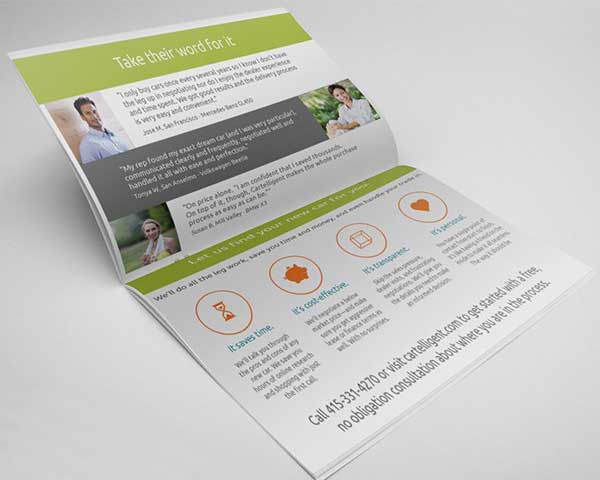 Take their word for it
"I only buy cars once every several years so I know I don't have
the leg up in negotiating nor do I enjoy the dealer experience
and time spent. We got good results and the delivery process
is very easy and convenient."
Jose M. San Francisco - Mercedes Benz GL450
"My rep found my exact dream car (and I was very particular),
communicated clearly and frequently, negotiated well and
handled it all with ease and perfection."
Tonya W. San Anselmo - Volkswagen Beetle
"On price alone, "I am confident that I saved thousands.
On top of it, though, Cartelligent makes the whole purchase
process as easy as can be.""
Susan B. Mill Valley - BMW X3
Let us find your new car for you.
We'll do all the leg work, save you time and money, and even handle your trade in.
It saves time.
We'll talk you through
the pros and cons of any
new car. We save you
hours of online research
and shopping with just
the first call.
It's cost-effective.
We'll negotiate a below
market price—and make
sure you get aggressive
lease or finance terms as
well. With no surprises.
It's transparent.
Skip the sales pressure,
dealer visits, and frustrating
negotiations. We'll give you
the details you need to make
an informed decision.
It's personal.
You have a single point of
contact from start to finish.
It's like having a friend on the
inside to make it all seamless.
The way it should be.
Call 415-331-4270 or visit cartelligent.com to get started with a free,
no obligation consultation about where you are in the process.